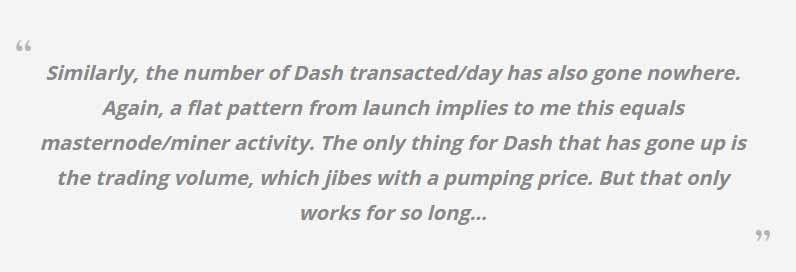 “
Similarly, the number of Dash transacted/day has also gone nowhere.
Again, a flat pattern from launch implies to me this equals
masternode/miner activity. The only thing for Dash that has gone up is
the trading volume, which jibes with a pumping price. But that only
works for so long...
”